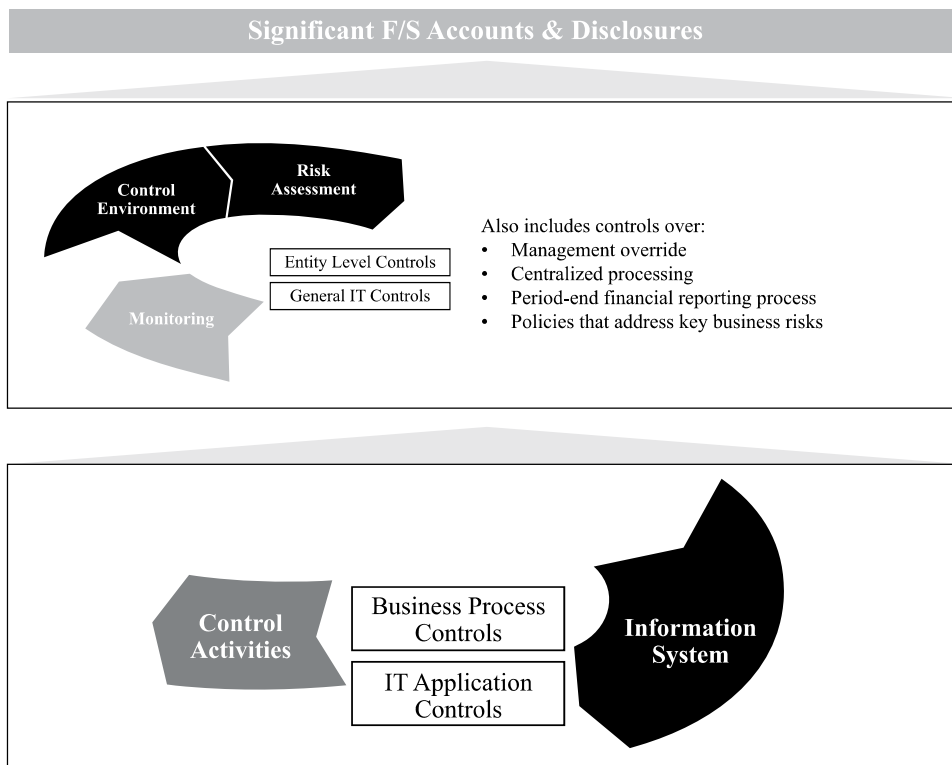 Significant F/S Accounts & Disclosures
Control
Environment
Risk
Assessment
Monitoring
Entity Level Controls
General IT Controls
Also includes controls over:
• Management override
• Centralized processing
• Period-end financial reporting process
• Policies that address key business risks
Control
Activities
Business Process
Controls
IT Application
Controls
Information
System